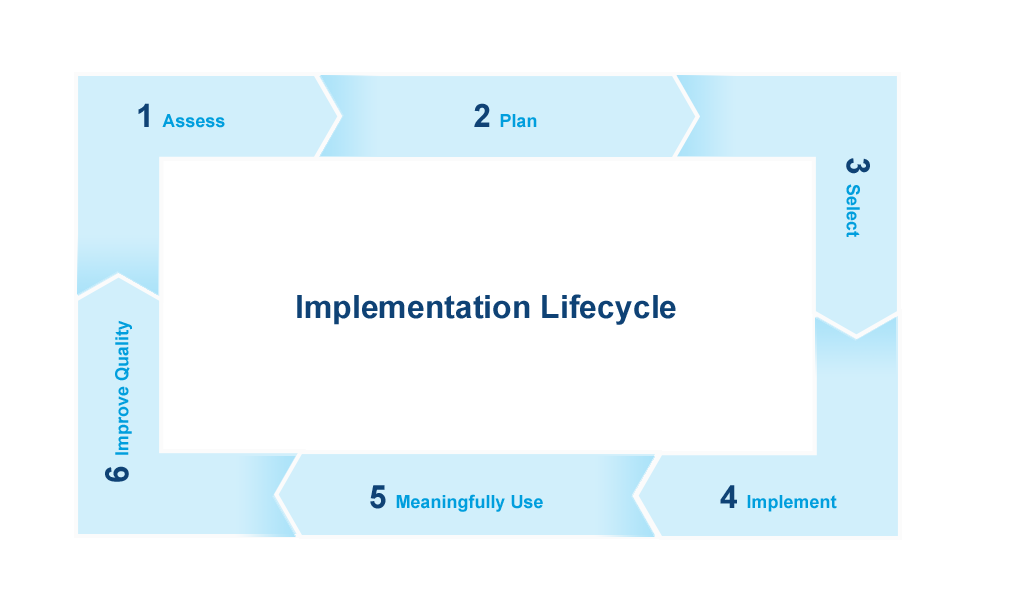 1 Assess
2 Plan
3 Select
Implementation Lifecycle
4 Implement
5 Meaningfully Use
6 Improve Quality